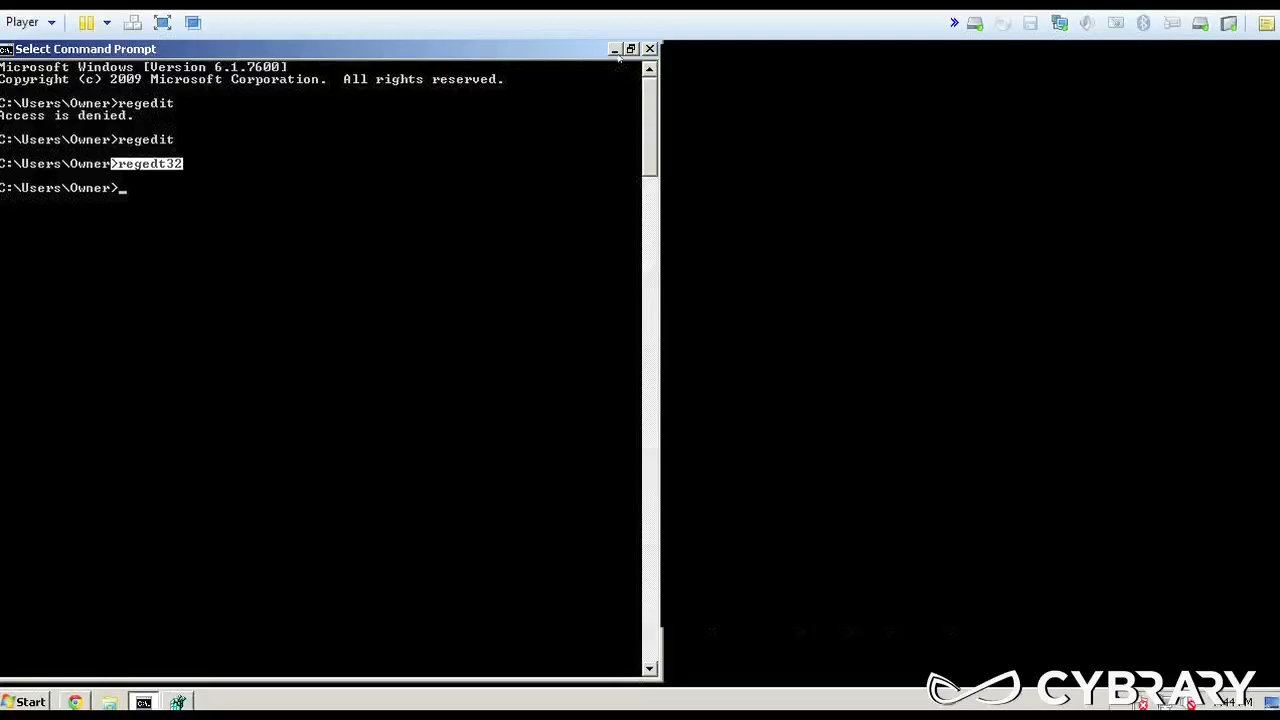 Player
Select Command Prompt
Microsoft Windows [Version 6.1.7600]
Copyright (c) 2009 Microsoft Corporation.  All rights reserved.
C:\Users\Owner>regedit
Access is denied.
C:\Users\Owner>regedit
C:\Users\Owner>regedt32
C:\Users\Owner>_
CYBRARY
Start